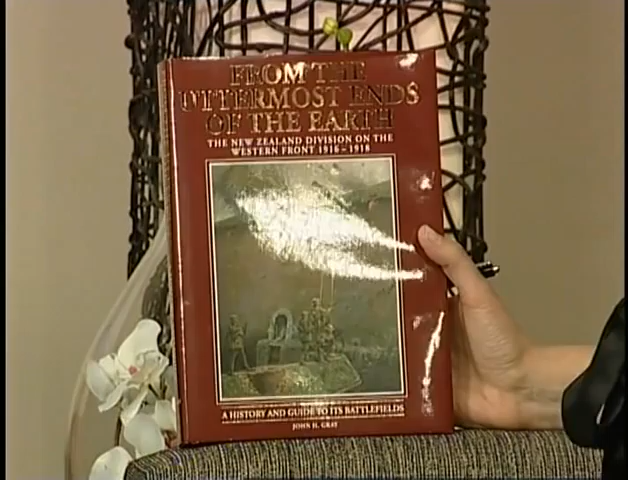 FROM THE
UTTERMOST ENDS
OF THE EARTH
THE NEW ZEALAND DIVISION ON THE
WESTERN FRONT 1916-1918
A HISTORY AND GUIDE TO ITS BATTLEFIELDS
JOHN H. GRAY